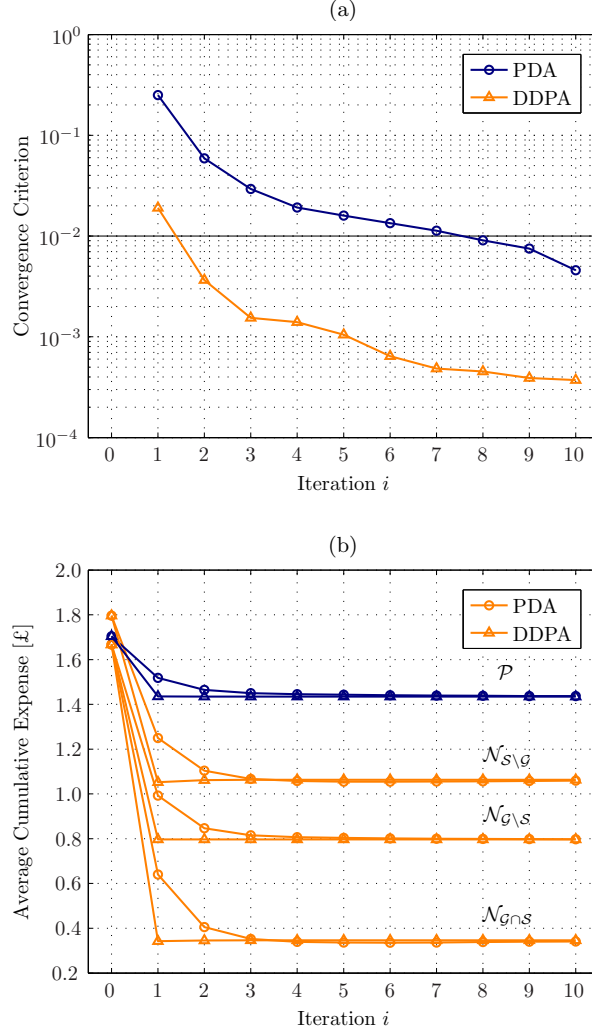 (a)
10⁰
10⁻¹
10⁻²
10⁻³
10⁻⁴
Convergence Criterion
PDA
DDPA
0 1 2 3 4 5 6 7 8 9 10
Iteration i
(b)
2.0
1.8
1.6
1.4
1.2
1.0
0.8
0.6
0.4
0.2
Average Cumulative Expense [£]
PDA
DDPA
𝒫
𝒩_{𝒮\𝒢}
𝒩_{𝒢\𝒮}
𝒩_{𝒢∩𝒮}
0 1 2 3 4 5 6 7 8 9 10
Iteration i